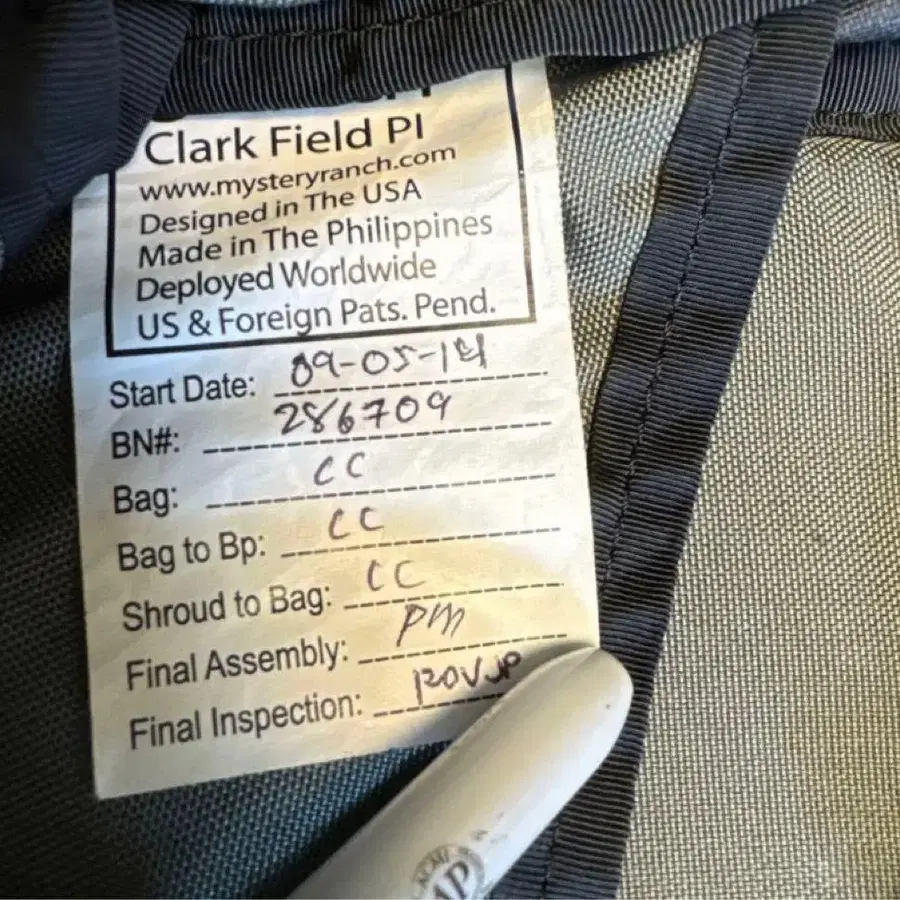 Clark Field PI
www.mysteryranch.com
Designed in The USA
Made in The Philippines
Deployed Worldwide
US & Foreign Pats. Pend.
Start Date: 09-05-14
BN#: 286709
Bag: CC
Bag to Bp: CC
Shroud to Bag: CC
Final Assembly: PM
Final Inspection: